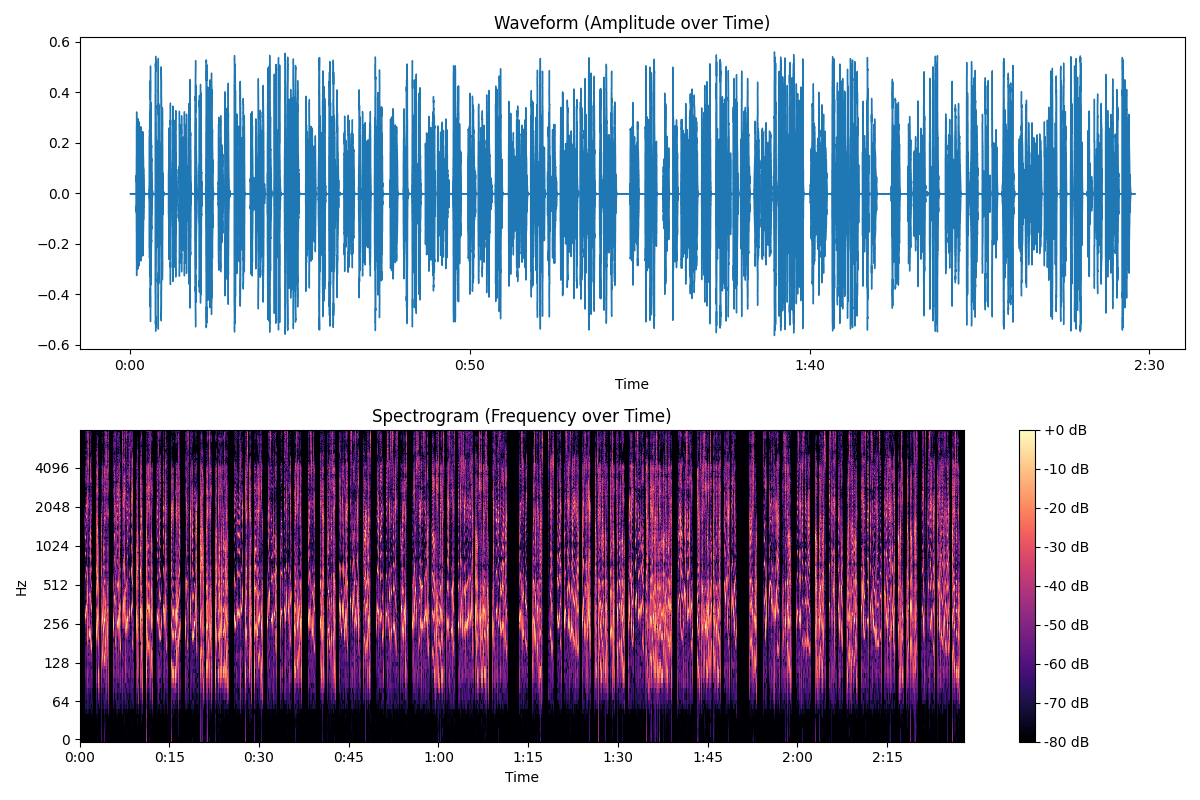 Waveform (Amplitude over Time)
0.6
0.4
0.2
0.0
−0.2
−0.4
−0.6
0:00 0:50 1:40 2:30
Time
Spectrogram (Frequency over Time)
4096
2048
1024
512
256
128
64
0
Hz
0:00 0:15 0:30 0:45 1:00 1:15 1:30 1:45 2:00 2:15
Time
+0 dB
-10 dB
-20 dB
-30 dB
-40 dB
-50 dB
-60 dB
-70 dB
-80 dB